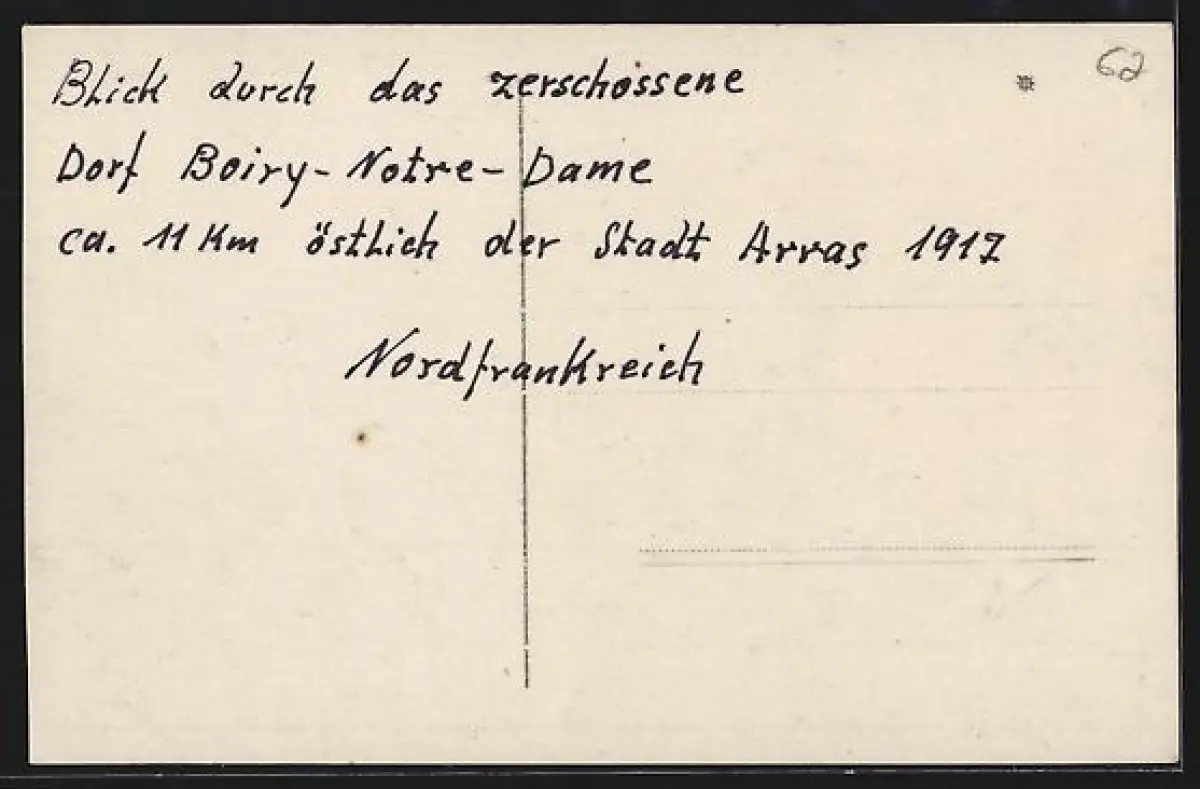 62
Blick durch das zerschossene
Dorf Boiry-Notre-Dame
ca. 11 Km östlich der Stadt Arras 1917
Nordfrankreich